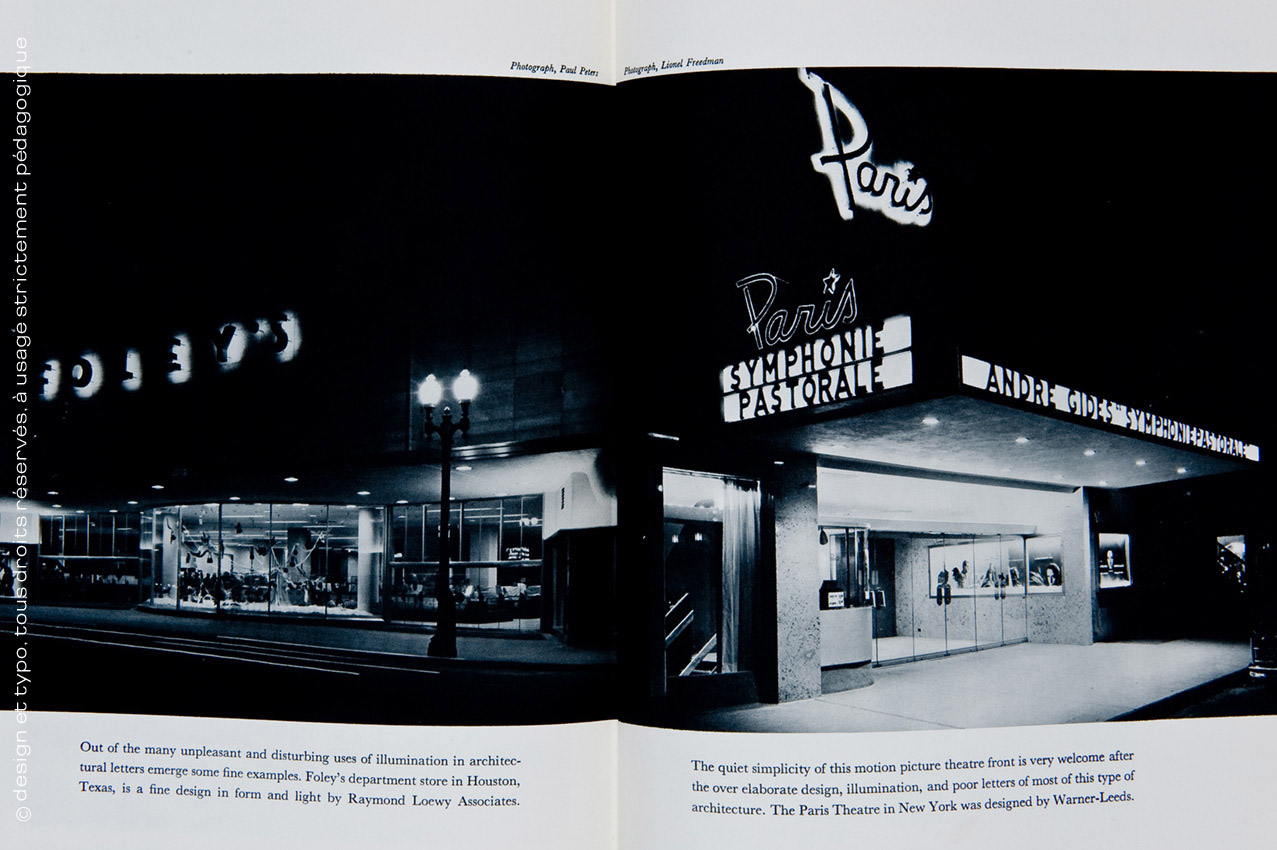 © design et typo. tous droits réservés, à usagé strictement pédagogique
Photograph, Paul Peters
OLEY'S
Out of the many unpleasant and disturbing uses of illumination in architec-
tural letters emerge some fine examples. Foley's department store in Houston,
Texas, is a fine design in form and light by Raymond Loewy Associates.
Photograph, Lionel Freedman
Paris
Paris
SYMPHONIE
PASTORALE
ANDRE GIDES "SYMPHONIE PASTORALE
The quiet simplicity of this motion picture theatre front is very welcome after
the over elaborate design, illumination, and poor letters of most of this type of
architecture. The Paris Theatre in New York was designed by Warner-Leeds.